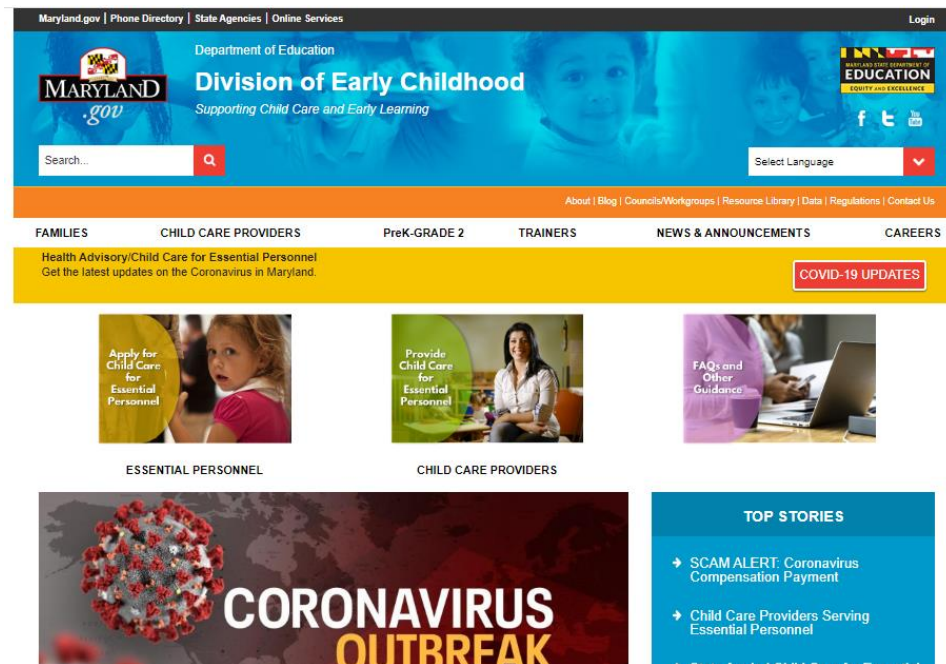 Maryland.gov | Phone Directory | State Agencies | Online Services
Login
MARYLAND
.gov
Department of Education
Division of Early Childhood
Supporting Child Care and Early Learning
MARYLAND STATE DEPARTMENT OF
EDUCATION
EQUITY AND EXCELLENCE
f
You
Tube
Search...
Select Language
About | Blog | Councils/Workgroups | Resource Library | Data | Regulations | Contact Us
FAMILIES
CHILD CARE PROVIDERS
PreK-GRADE 2
TRAINERS
NEWS & ANNOUNCEMENTS
CAREERS
Health Advisory/Child Care for Essential Personnel
Get the latest updates on the Coronavirus in Maryland.
COVID-19 UPDATES
Apply for
Child Care
for
Essential
Personnel
Provide
Child Care
for
Essential
Personnel
FAQs and
Other
Guidance
ESSENTIAL PERSONNEL
CHILD CARE PROVIDERS
CORONAVIRUS
OUTBREAK
TOP STORIES
SCAM ALERT: Coronavirus
Compensation Payment
Child Care Providers Serving
Essential Personnel